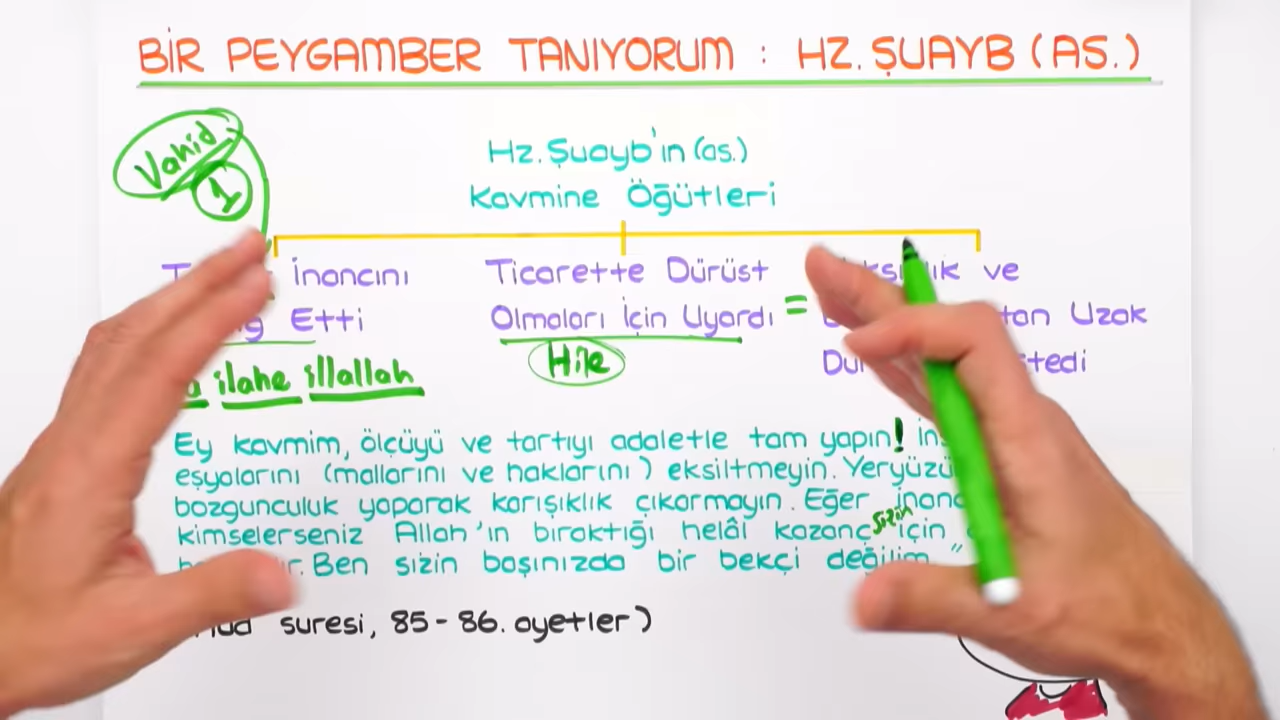 BİR PEYGAMBER TANIYORUM : HZ. ŞUAYB (AS.)
Vahid
1
Hz. Şuayb'ın (as.)
Kavmine Öğütleri
İnancını
Etti
ilahe illallah
Ticarette Dürüst
Olmaları İçin Uyardı =
Hile
ve
Uzak
Ey kavmim, ölçüyü ve tartıyı adaletle tam yapın!
eşyalarını (mallarını ve haklarını) eksiltmeyin.
bozgunculuk yaparak karışıklık çıkarmayın. Eğer
kimselerseniz Allah'ın bıraktığı helâl kazanç sizin için
Ben sizin başınızda bir bekçi değilim."
suresi, 85 - 86. ayetler)